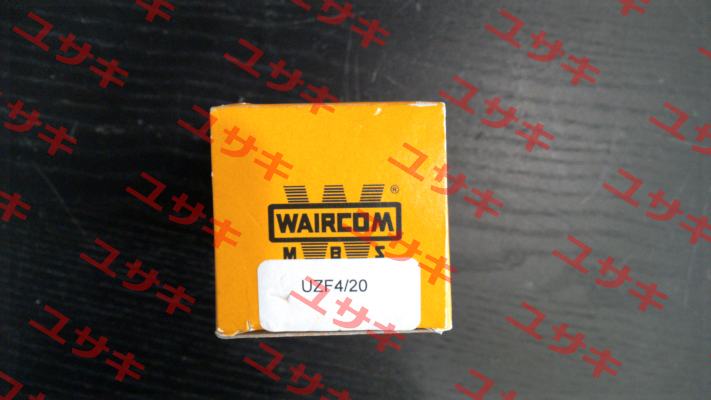 WAIRCOM
®
M B S
UZF4/20
ユサキ